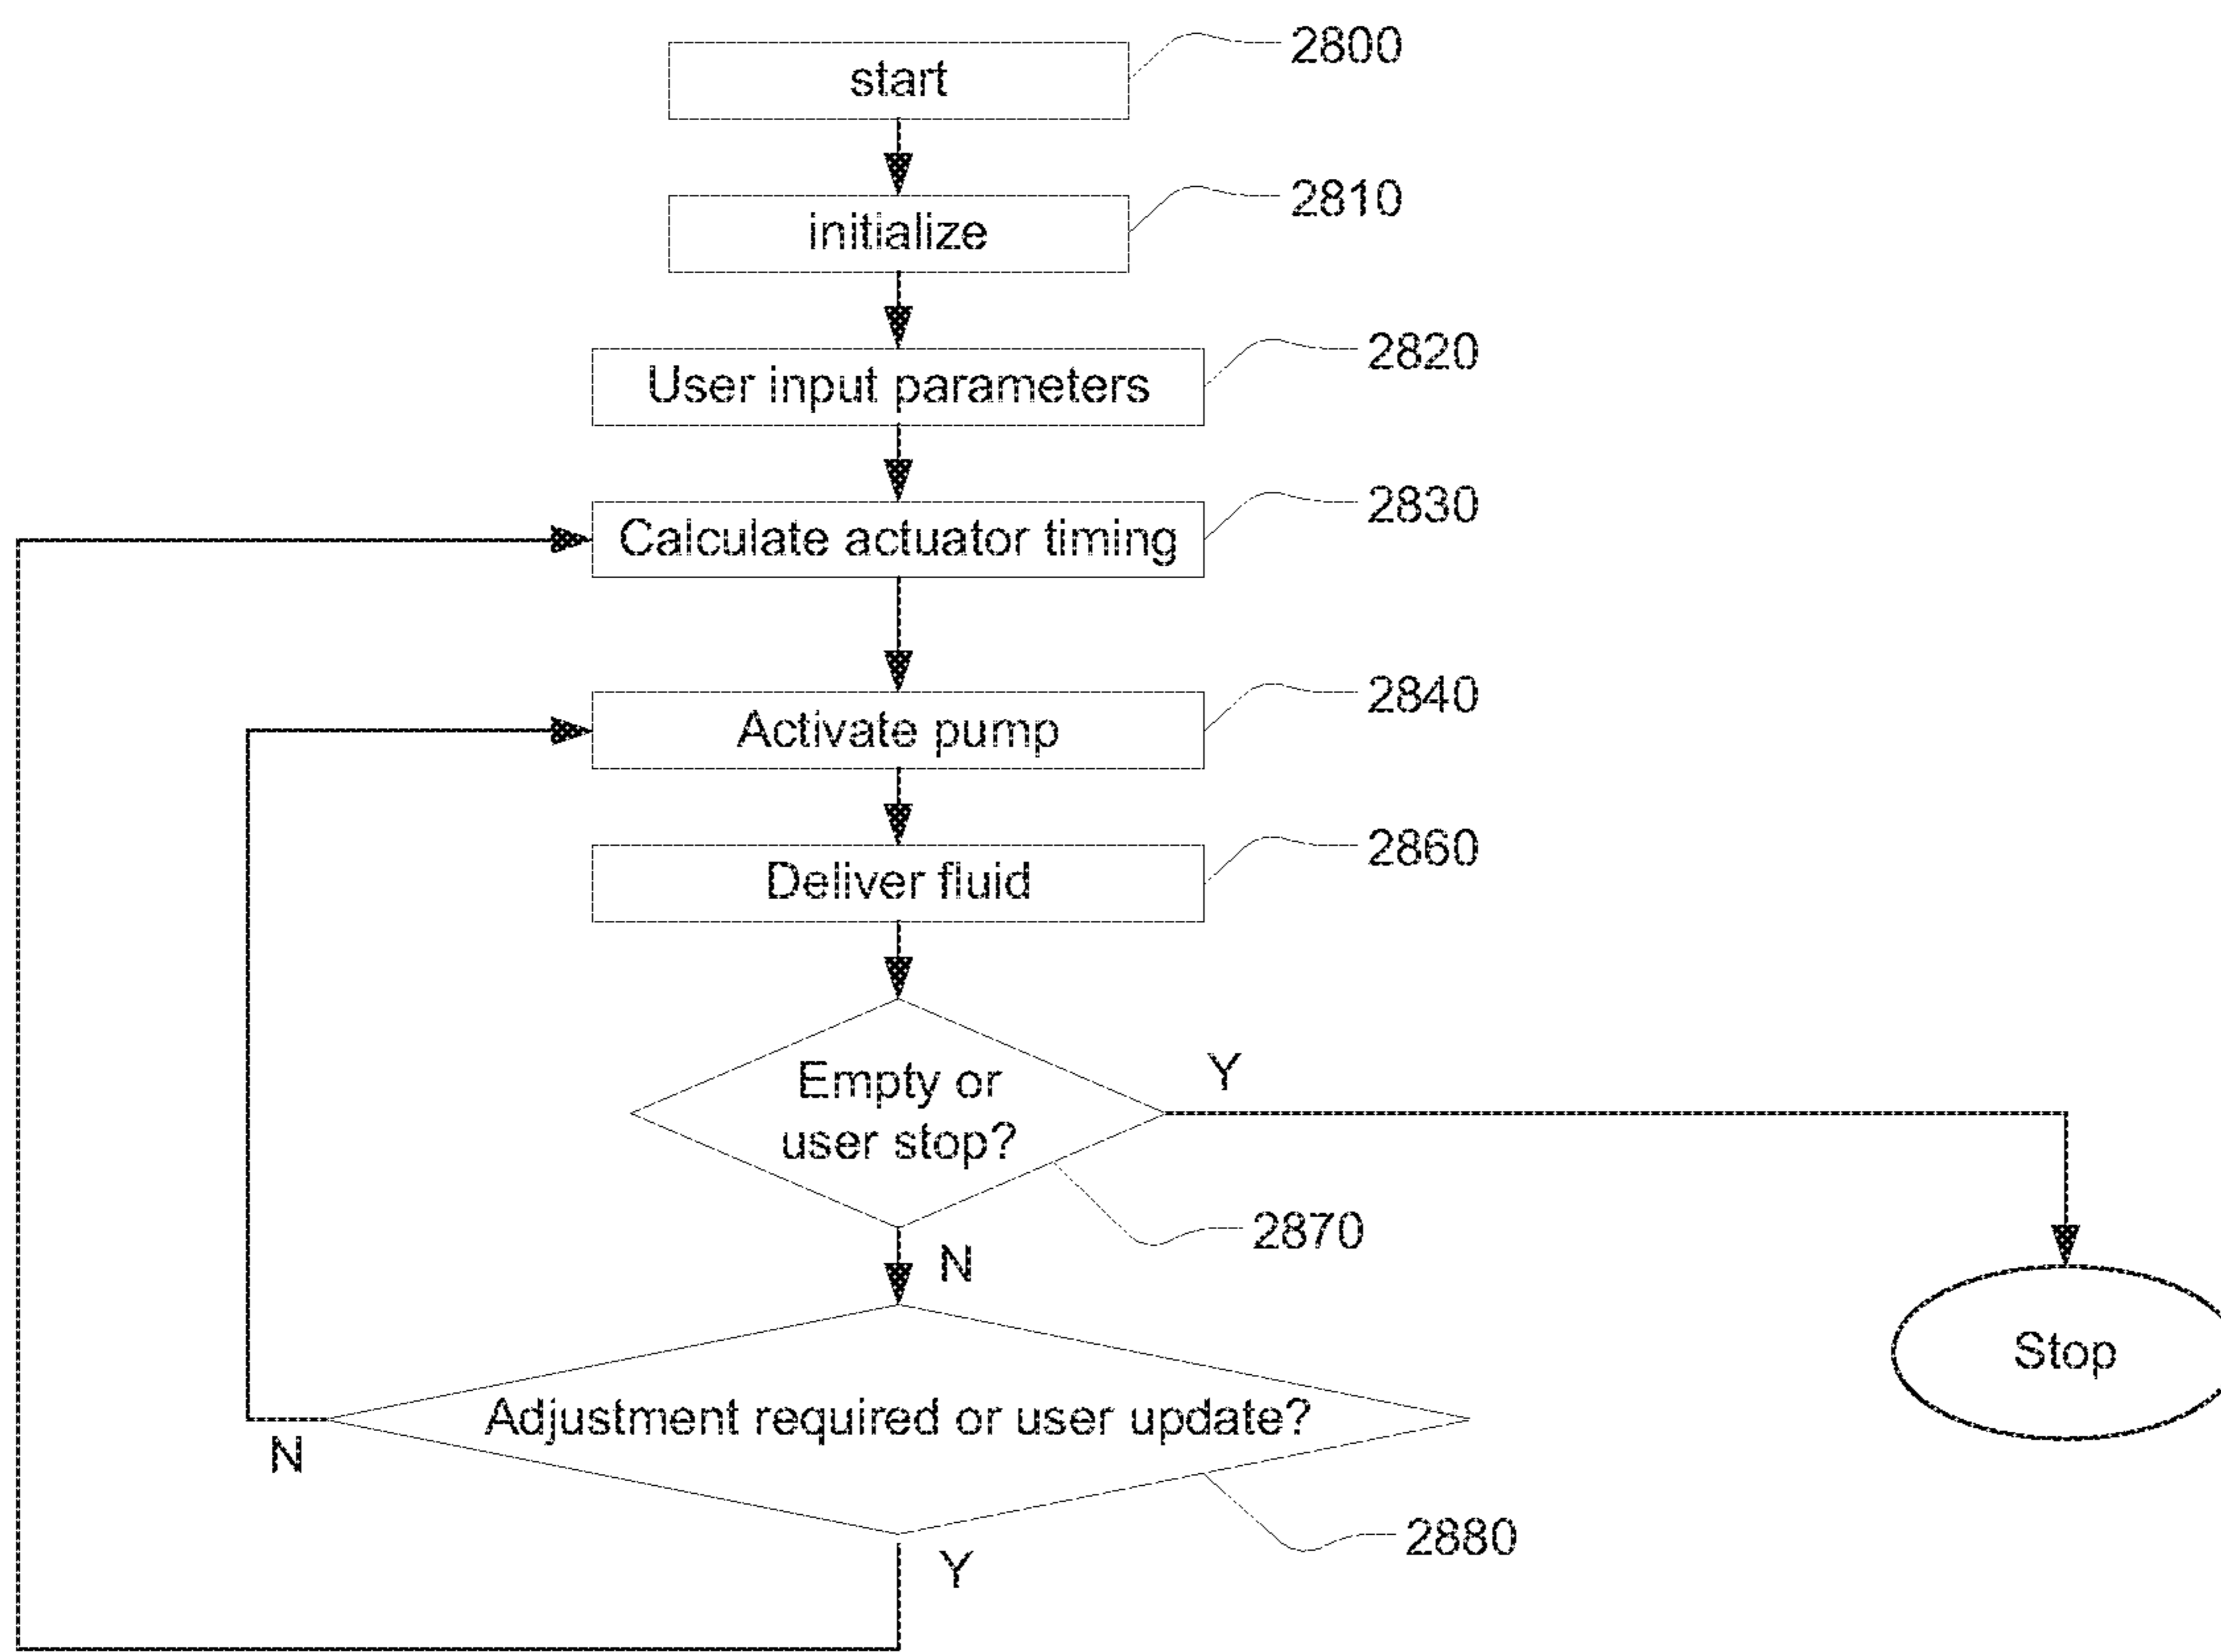 start
2800
initialize
2810
User input parameters
2820
Calculate actuator timing
2830
Activate pump
2840
Deliver fluid
2860
Empty or
user stop?
Y
2870
N
Stop
Adjustment required or user update?
N
2880
Y